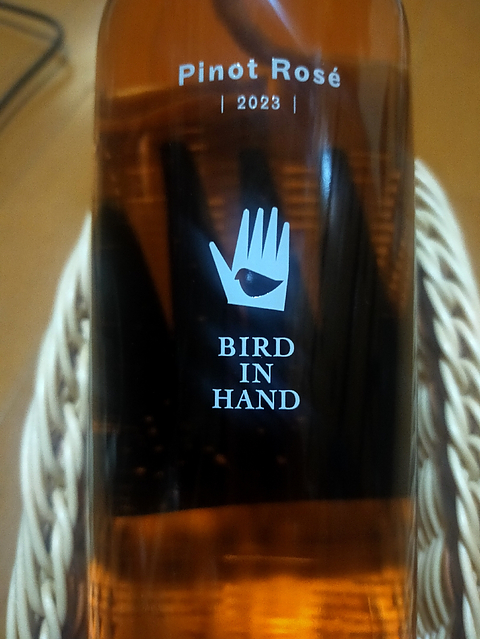 Pinot Rosé
| 2023 |
BIRD
IN
HAND